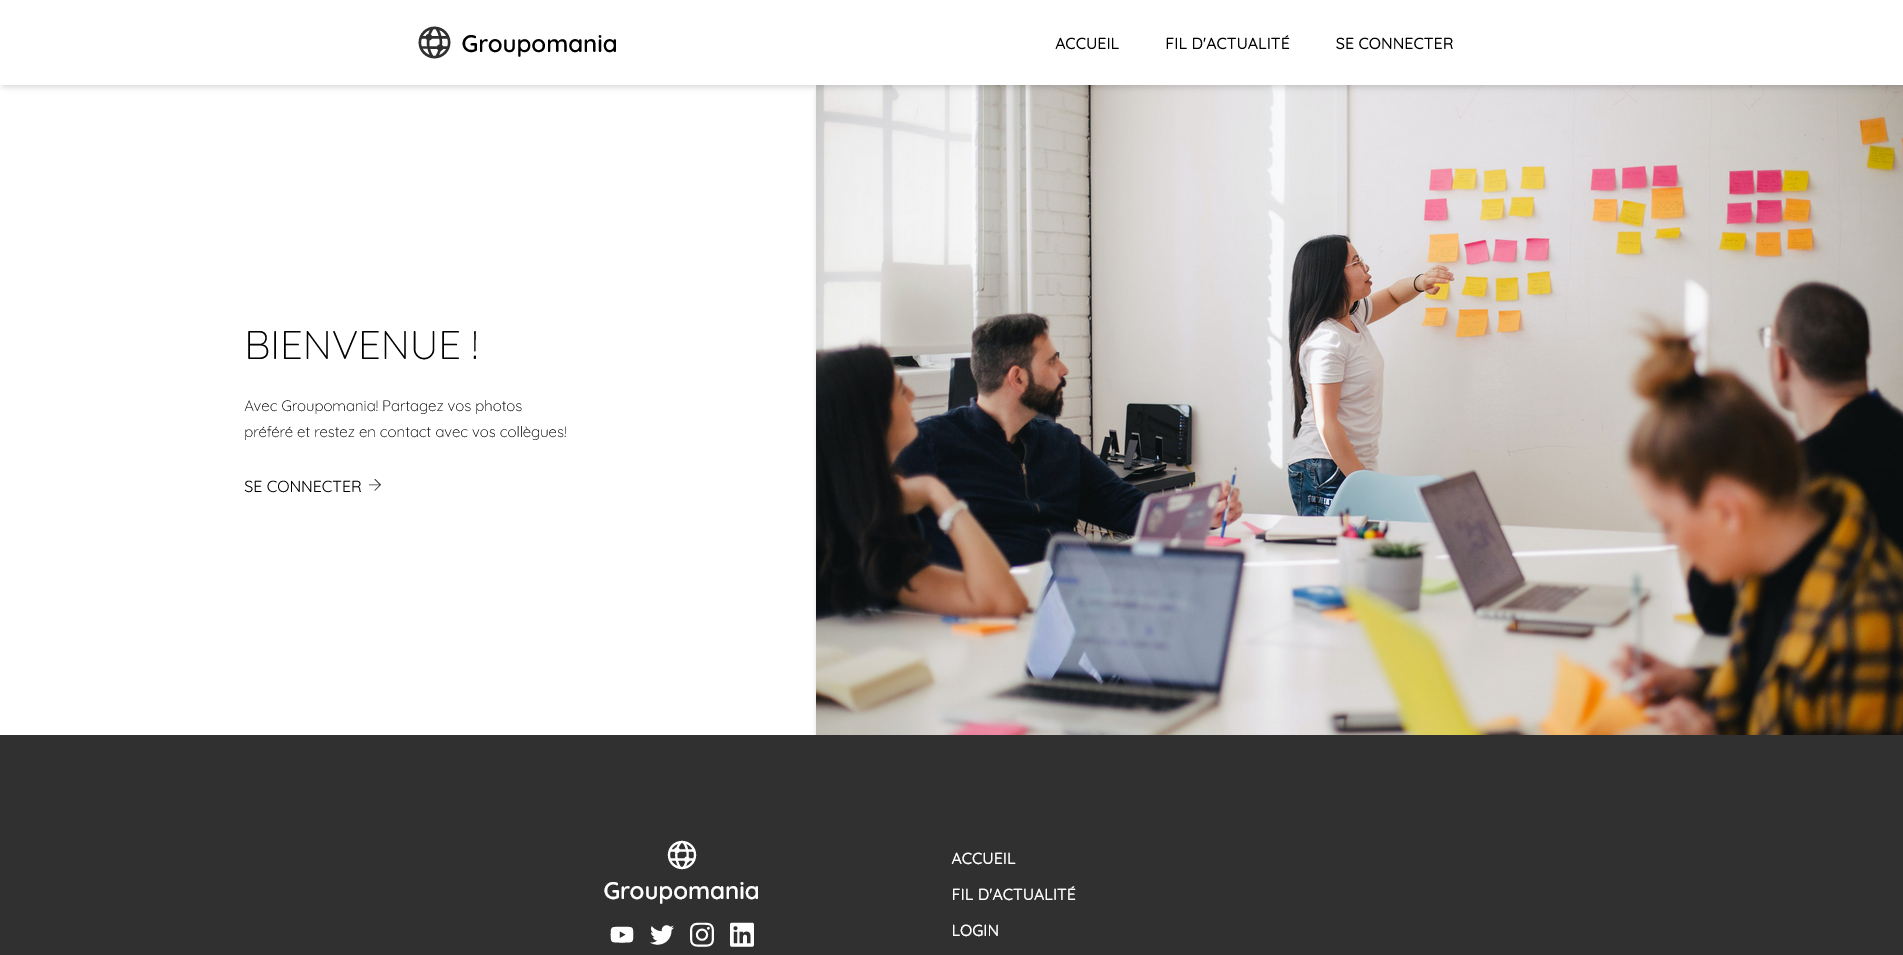 Groupomania
ACCUEIL
FIL D'ACTUALITÉ
SE CONNECTER
BIENVENUE !
Avec Groupomania! Partagez vos photos
préféré et restez en contact avec vos collègues!
SE CONNECTER
Groupomania
ACCUEIL
FIL D'ACTUALITÉ
LOGIN